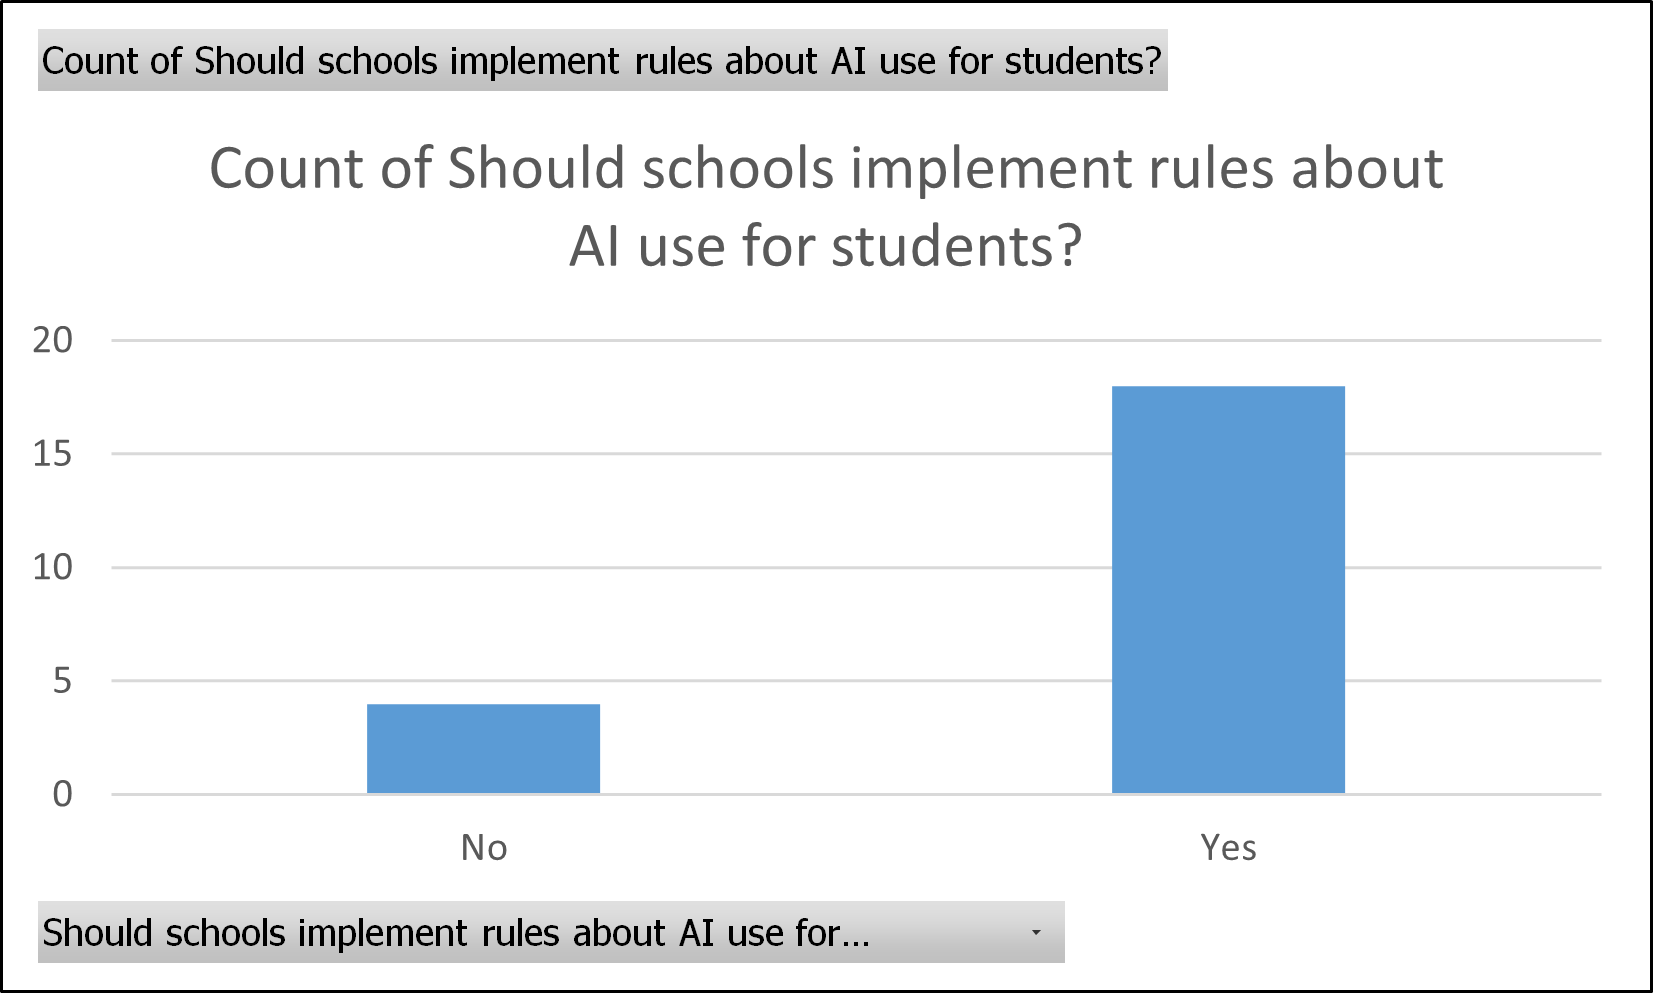 Count of Should schools implement rules about AI use for students?
Count of Should schools implement rules about
AI use for students?
20
15
10
5
0
No
Yes
Should schools implement rules about AI use for...